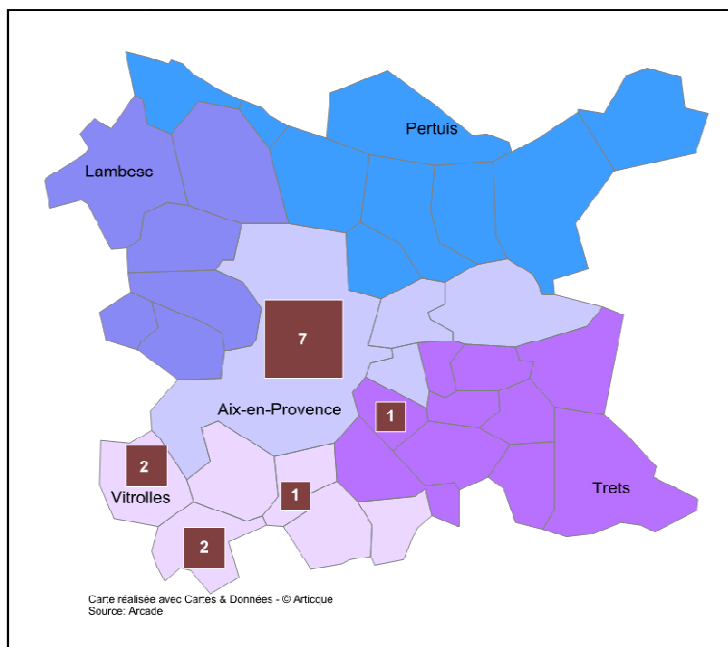 Pertuis
Lambesc
7
Aix-en-Provence
1
2
Vitrolles
1
Trets
2
Carte réalisée avec Cartes & Données - © Articque
Source: Arcade